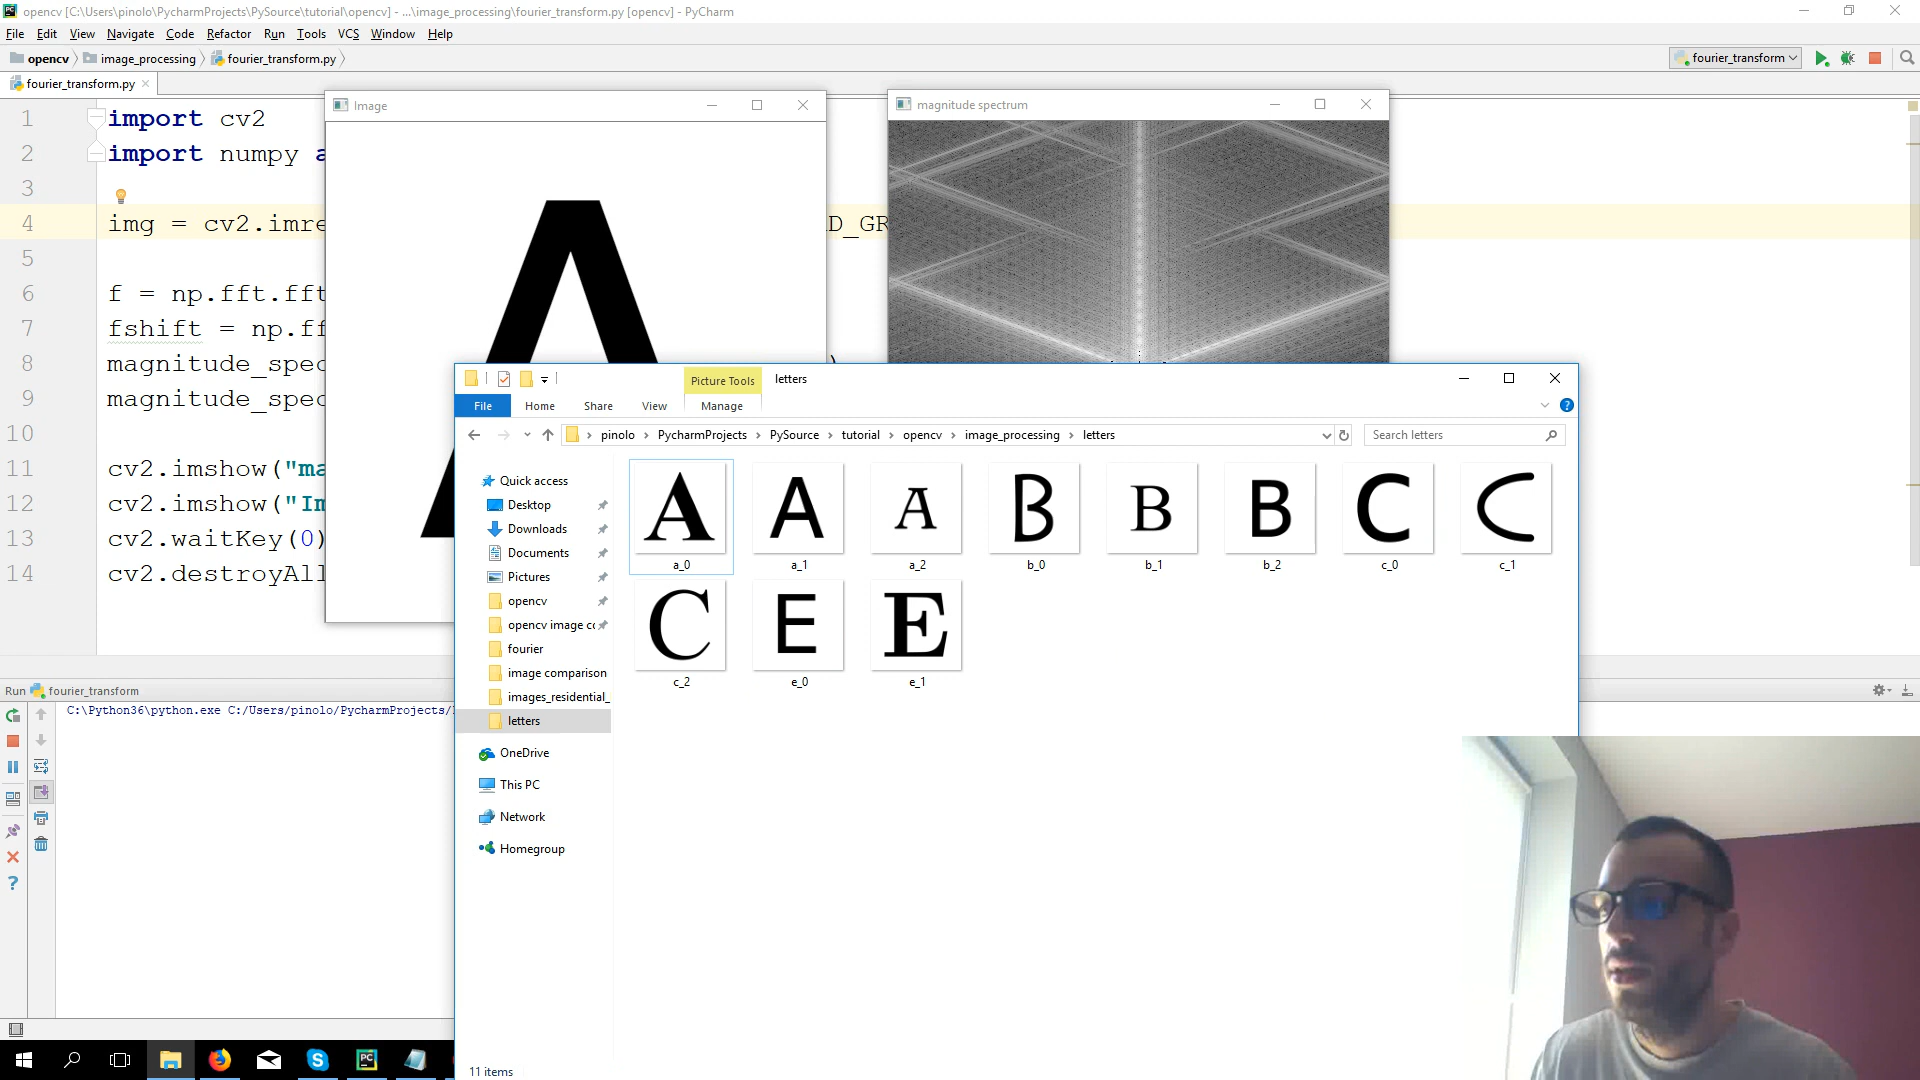 opencv [C:\Users\pinolo\PycharmProjects\PySource\tutorial\opencv] - ...\image_processing\fourier_transform.py [opencv] - PyCharm
File Edit View Navigate Code Refactor Run Tools VCS Window Help
opencv image_processing fourier_transform.py
fourier_transform
fourier_transform.py
Image
magnitude spectrum
1 import cv2
2 import numpy a
3
4 img = cv2.imre D_GR
5
6 f = np.fft.fft
7 fshift = np.ff
8 magnitude_spec )
9 magnitude_spec
10
11 cv2.imshow("ma
12 cv2.imshow("Im
13 cv2.waitKey(0)
14 cv2.destroyAll
A
Picture Tools letters
File Home Share View Manage
pinolo PycharmProjects PySource tutorial opencv image_processing letters
Search letters
Quick access
Desktop
Downloads
Documents
Pictures
opencv
opencv image cc
fourier
image comparison
images_residential_
letters
OneDrive
This PC
Network
Homegroup
A A A B B B C C
a_0 a_1 a_2 b_0 b_1 b_2 c_0 c_1
C E E
c_2 e_0 e_1
11 items
Run fourier_transform
C:\Python36\python.exe C:/Users/pinolo/PycharmProjects/